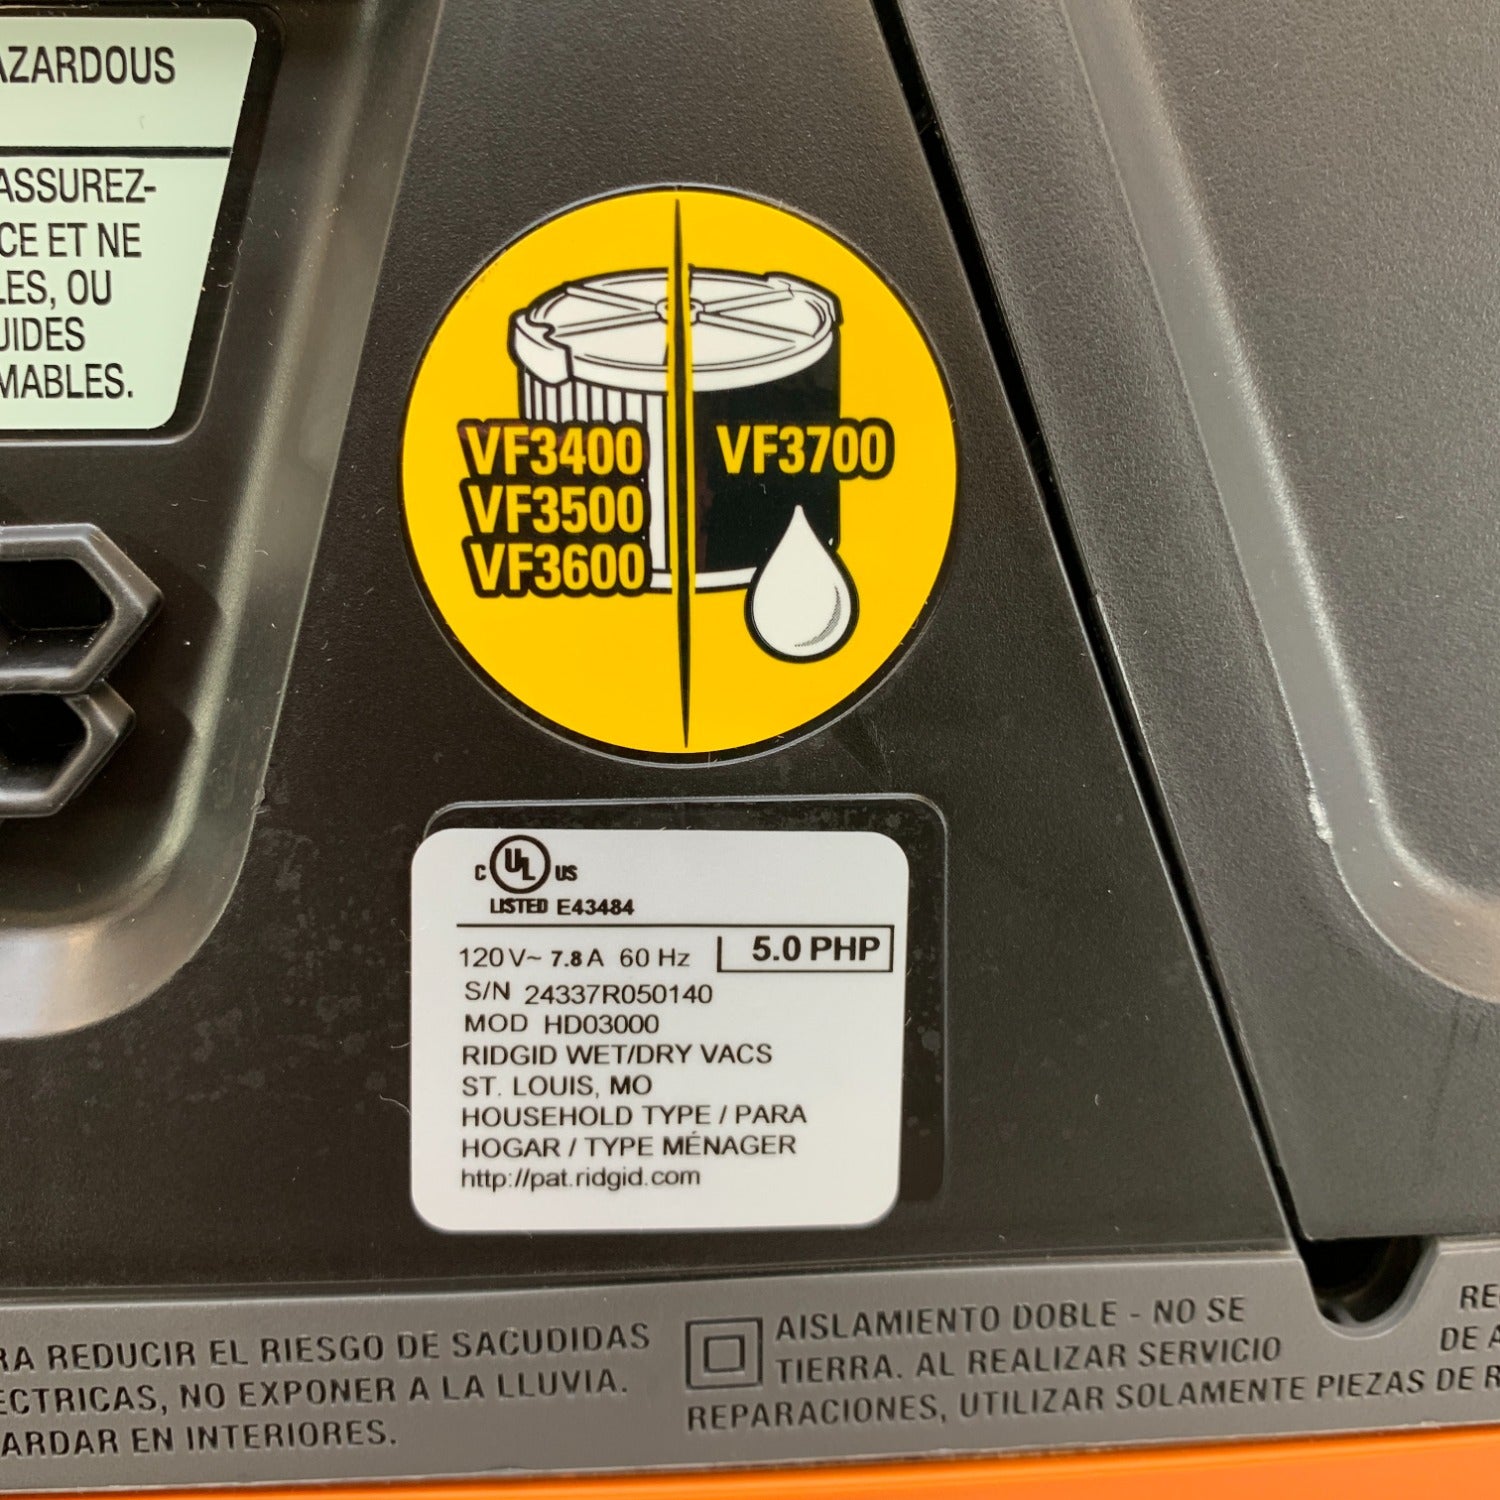 AZARDOUS
ASSUREZ-
CE ET NE
LES, OU
UIDES
MABLES.
VF3400
VF3500
VF3600
VF3700
C UL US
LISTED E43484
120 V~ 7.8 A 60 Hz 5.0 PHP
S/N 24337R050140
MOD HD03000
RIDGID WET/DRY VACS
ST. LOUIS, MO
HOUSEHOLD TYPE / PARA
HOGAR / TYPE MÉNAGER
http://pat.ridgid.com
RA REDUCIR EL RIESGO DE SACUDIDAS
ECTRICAS, NO EXPONER A LA LLUVIA.
ARDAR EN INTERIORES.
AISLAMIENTO DOBLE - NO SE
TIERRA. AL REALIZAR SERVICIO
REPARACIONES, UTILIZAR SOLAMENTE PIEZAS DE R
RE
DE A